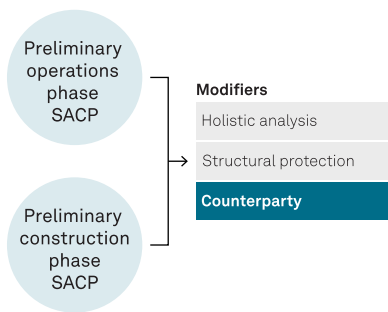 Preliminary
operations
phase
SACP
Preliminary
construction
phase
SACP
Modifiers
Holistic analysis
Structural protection
Counterparty